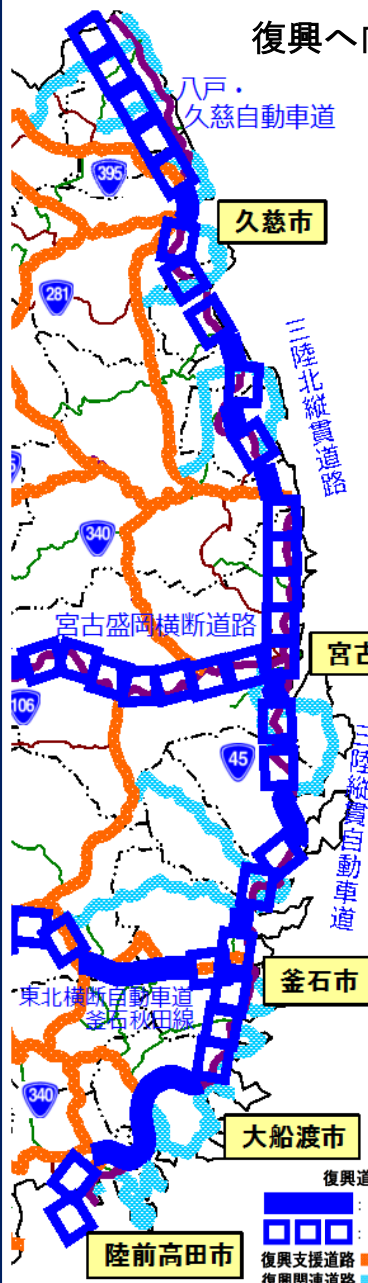 復興へ
八戸・
久慈自動車道
395
久慈市
281
三陸北縦貫道路
340
宮古盛岡横断道路
宮古
106
45
三陸縦貫自動車道
釜石市
東北横断自動車道
釜石秋田線
340
大船渡市
復興道
:
:
陸前高田市
復興支援道路
復興関連道路